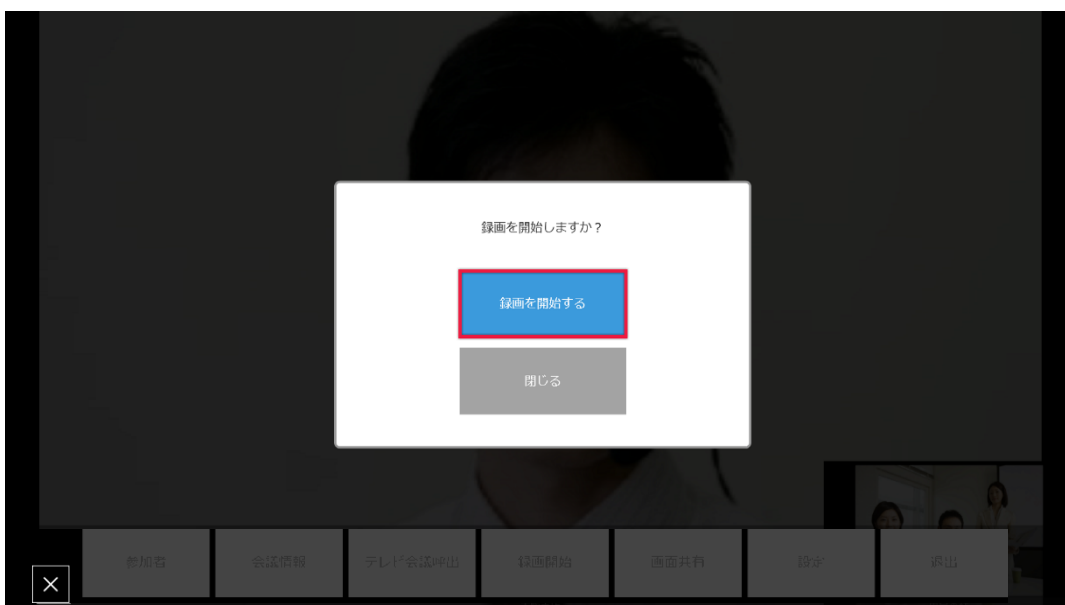 録画を開始しますか？
録画を開始する
閉じる
参加者
会議情報
テレビ会議呼出
録画開始
画面共有
設定
退出